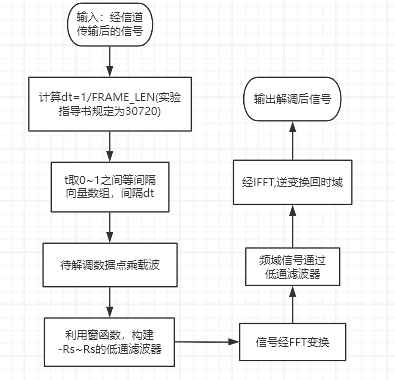 输入：经信道
传输后的信号
计算dt=1/FRAME_LEN(实验
指导书规定为30720)
t取0~1之间等间隔
向量数组，间隔dt
待解调数据点乘载波
利用窗函数，构建
-Rs~Rs的低通滤波器
信号经FFT变换
频域信号通过
低通滤波器
经IFFT,逆变换回时域
输出解调后信号